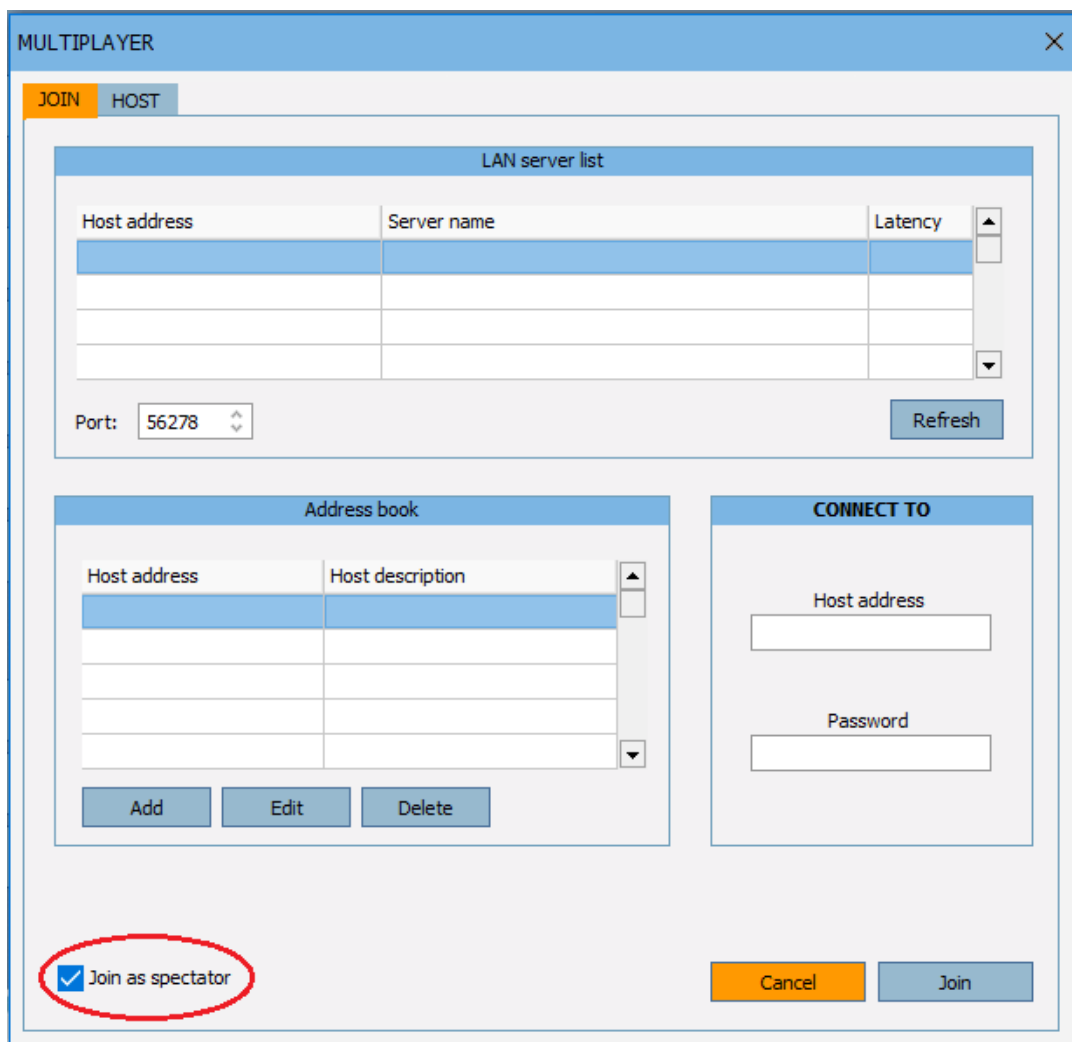 MULTIPLAYER
JOIN HOST
LAN server list
Host address Server name Latency
Port: 56278 Refresh
Address book
Host address Host description
Add Edit Delete
CONNECT TO
Host address
Password
Join as spectator
Cancel Join